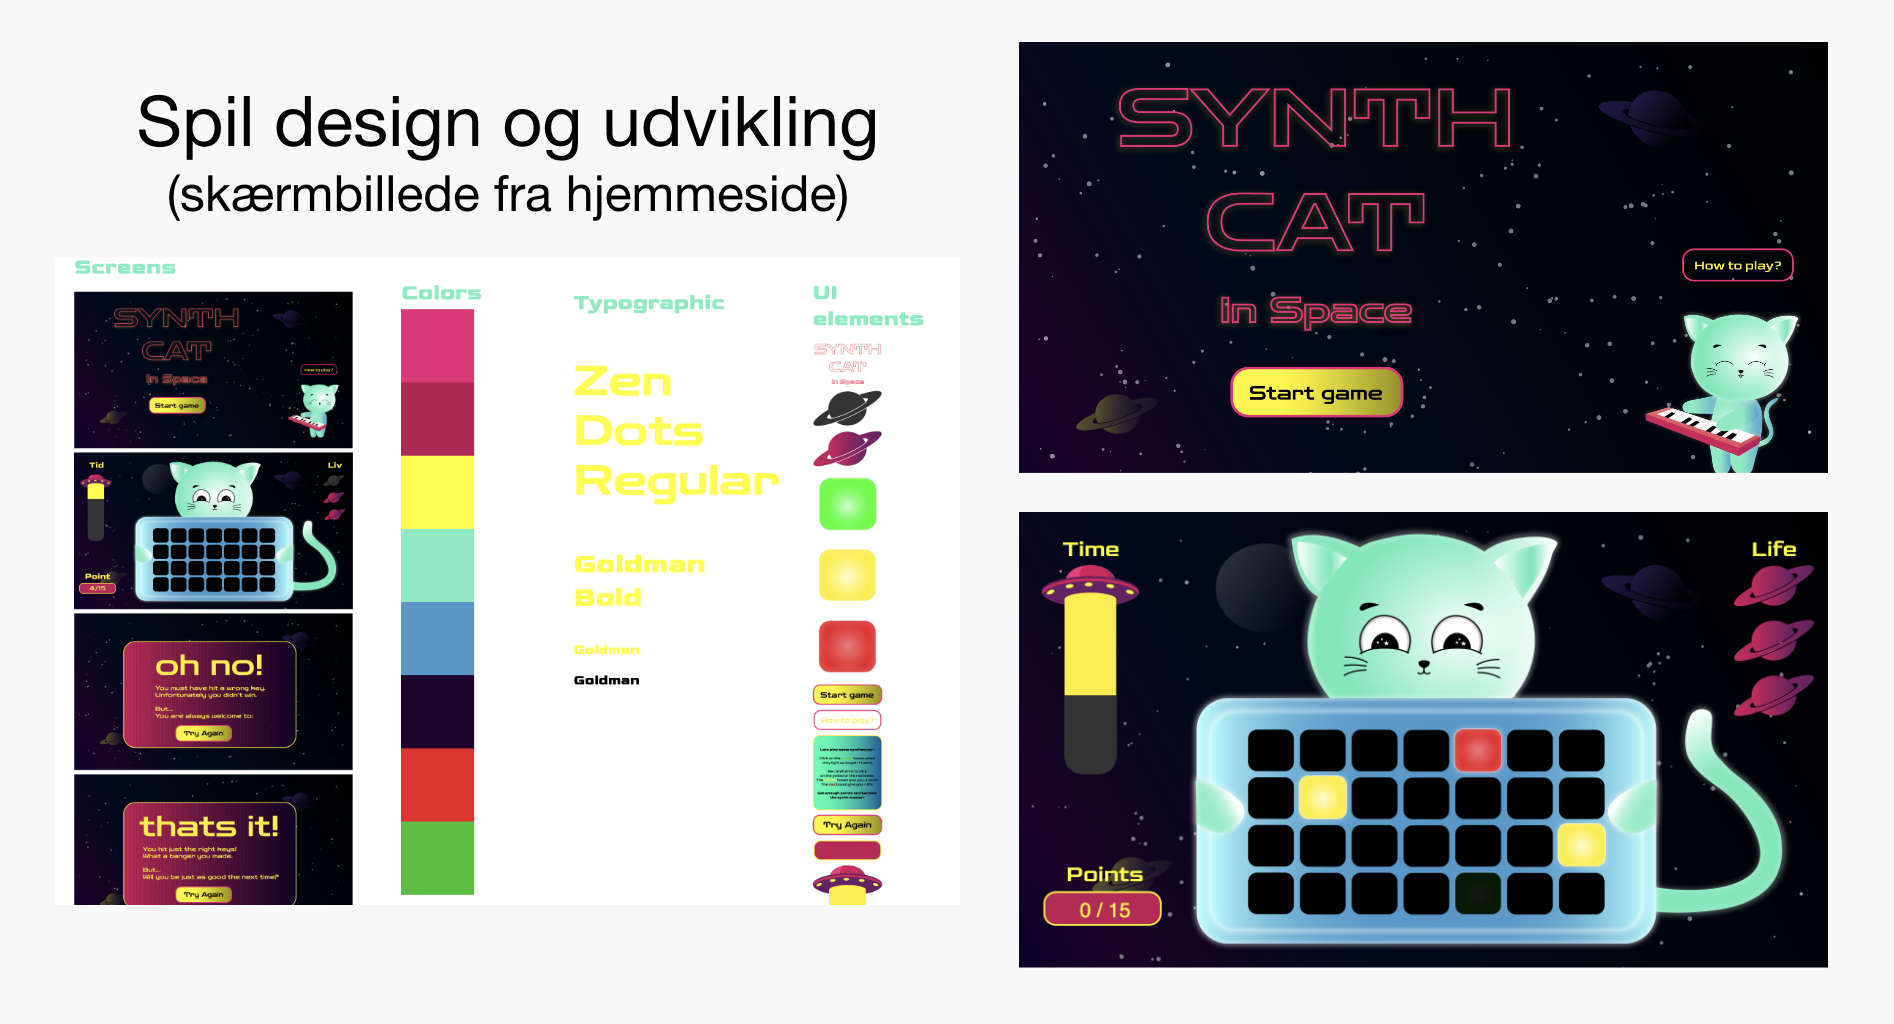 Spil design og udvikling
(skærmbillede fra hjemmeside)
Screens
SYNTH
CAT
in Space
How to play?
Start game
Tid
Liv
Point
4/15
oh no!
You must have hit a wrong key.
Unfortunately you didn't win.
But...
You are always welcome to:
Try Again
thats it!
You hit just the right keys!
What a banger you made.
But...
Will you be just as good the next time?
Try Again
Colors
Typographic
Zen
Dots
Regular
Goldman
Bold
Goldman
Goldman
UI
elements
SYNTH
CAT
in Space
Start game
How to play?
Try Again
SYNTH
CAT
in Space
How to play?
Start game
Time
Life
Points
0 / 15